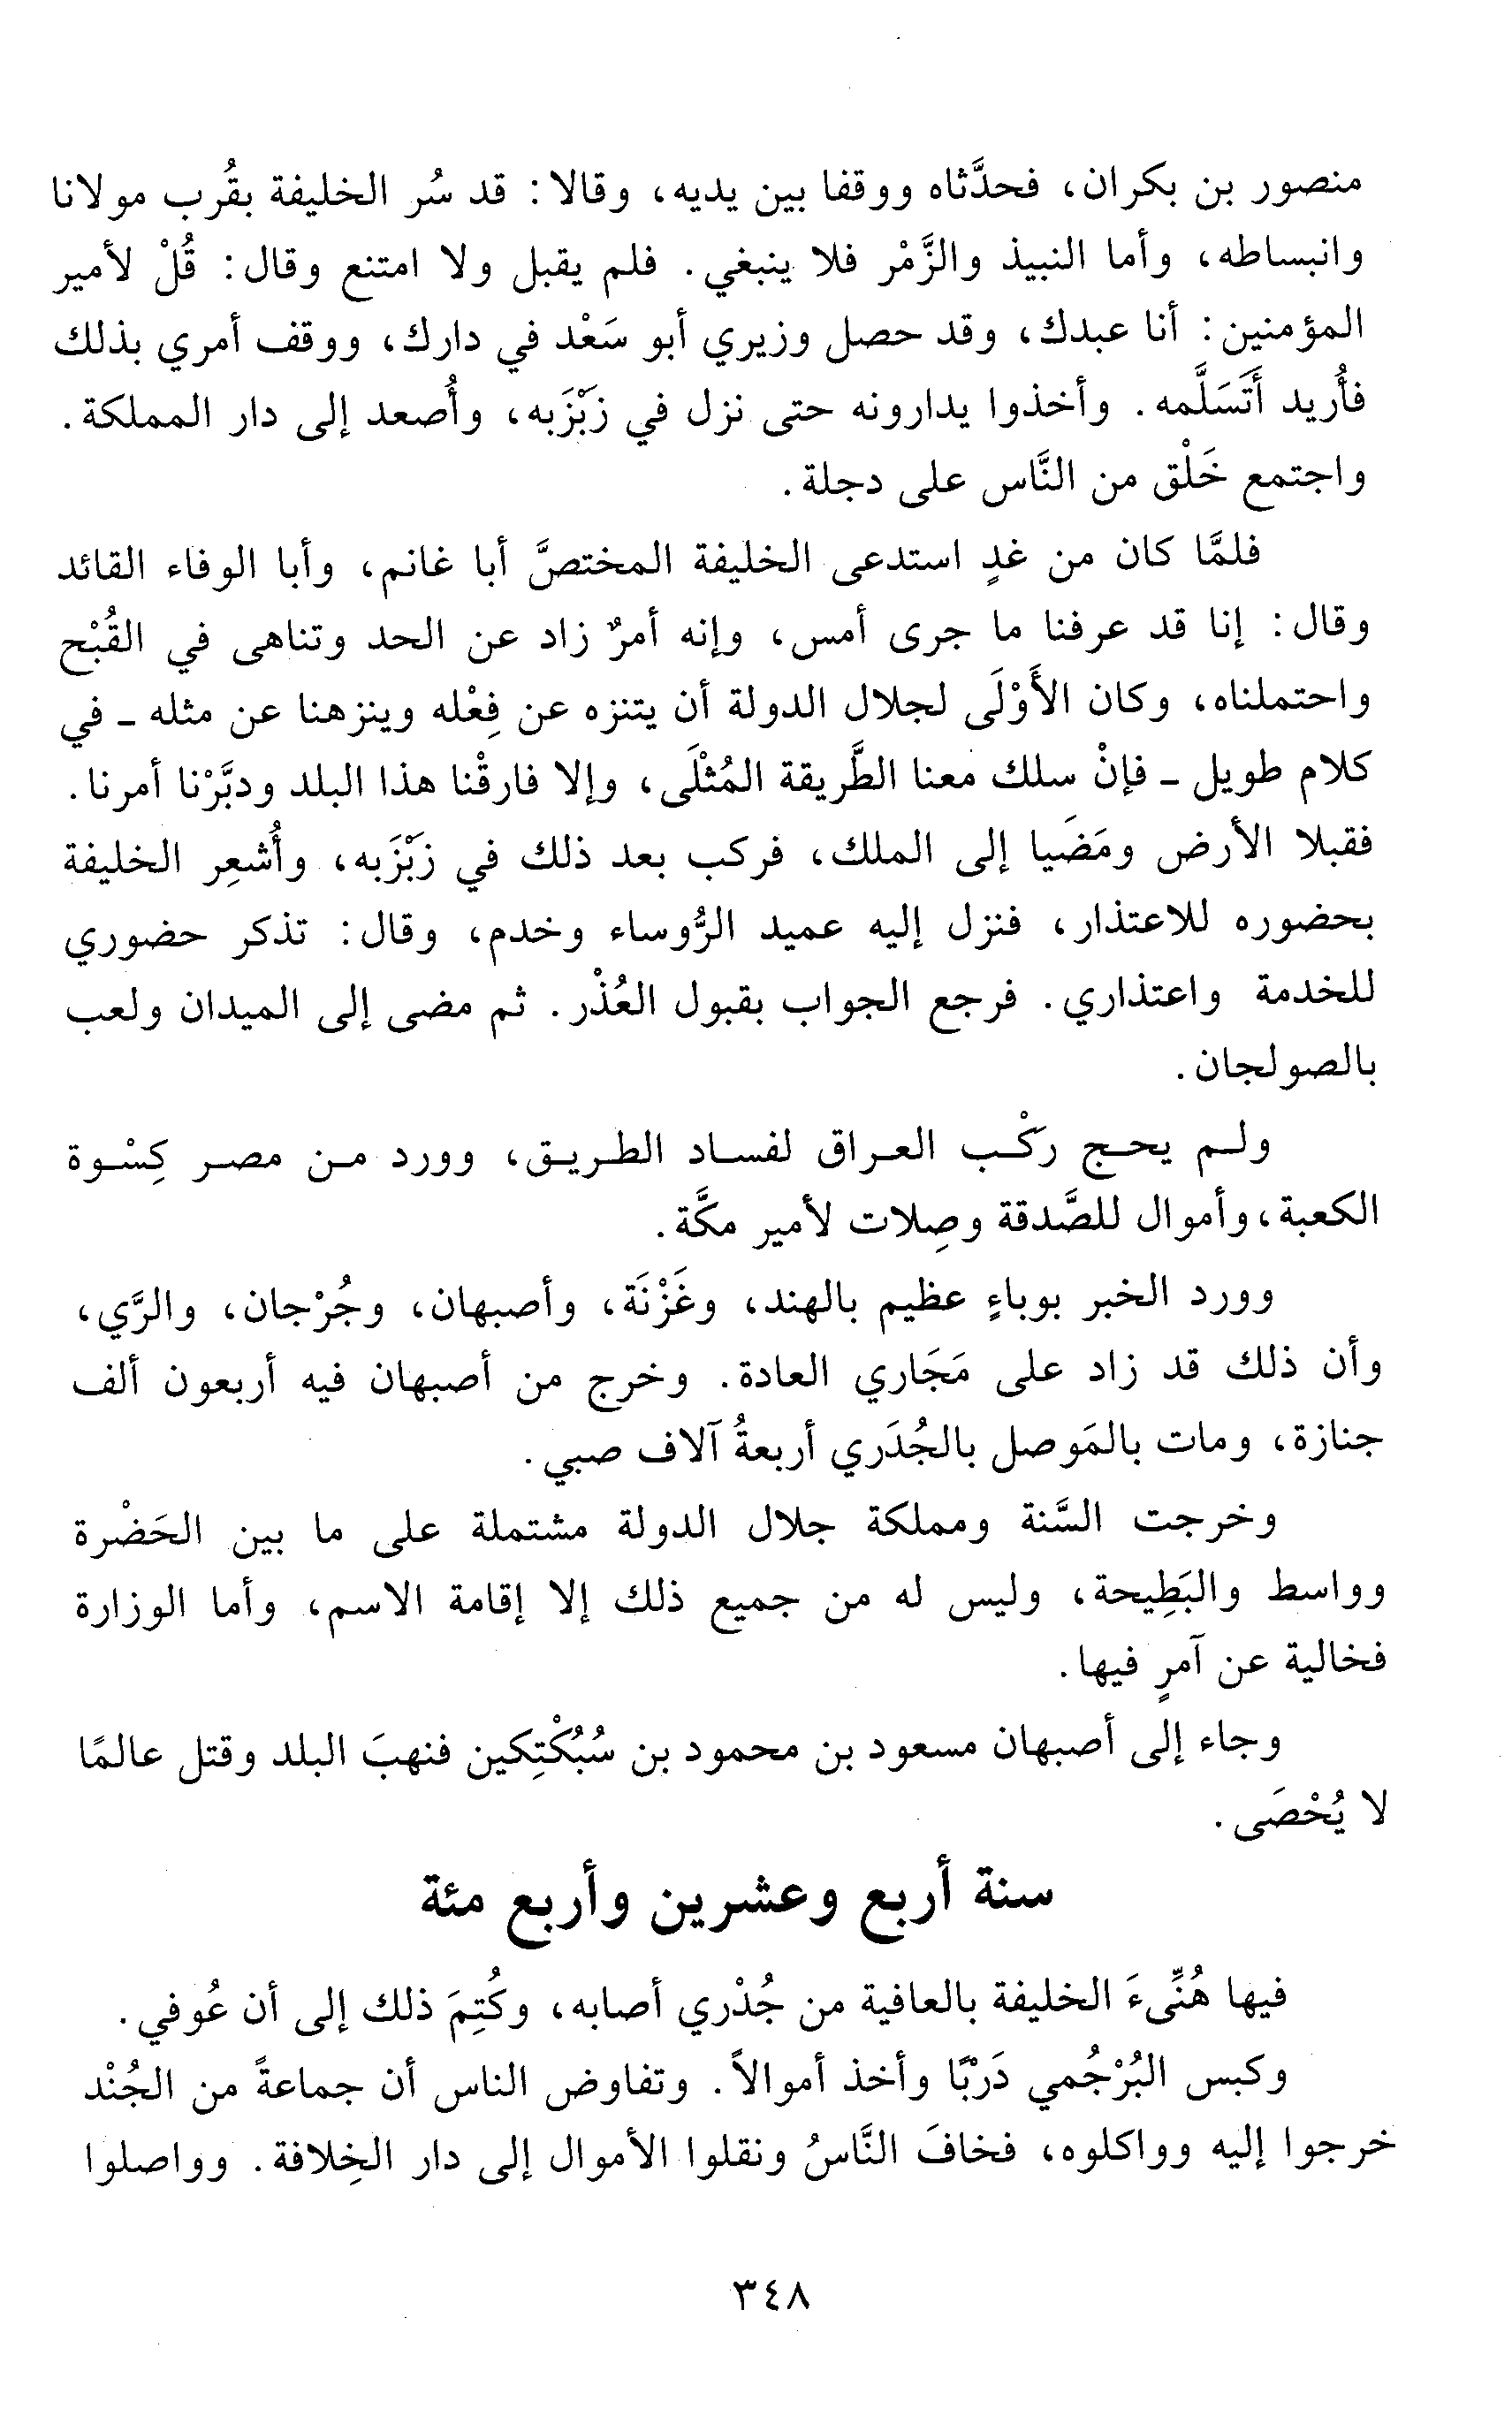 منصور بن بكران، فحدَّثاه ووقفا بين يديه، وقالا: قد سُر الخليفة بقُرب مولانا
وانبساطه، وأما النبيذ والزَّمْر فلا ينبغي. فلم يقبل ولا امتنع وقال: قُلْ لأمير
المؤمنين: أنا عبدك، وقد حصل وزيري أبو سَعْد في دارك، ووقف أمري بذلك
فأُريد أَتَسَلَّمه. وأخذوا يدارونه حتى نزل في زَبْزَبه، وأُصعد إلى دار المملكة.
واجتمع خَلْق من النَّاس على دجلة.
فلمَّا كان من غدٍ استدعى الخليفة المختصَّ أبا غانم، وأبا الوفاء القائد
وقال: إنا قد عرفنا ما جرى أمس، وإنه أمرٌ زاد عن الحد وتناهى في القُبْح
واحتملناه، وكان الأَوْلَى لجلال الدولة أن يتنزه عن فِعْله وينزهنا عن مثله - في
كلام طويل - فإنْ سلك معنا الطَّريقة المُثْلَى، وإلا فارقْنا هذا البلد ودبَّرْنا أمرنا.
فقبلا الأرض ومَضَيا إلى الملك، فركب بعد ذلك في زَبْزَبه، وأُشعِر الخليفة
بحضوره للاعتذار، فنزل إليه عميد الرُّوساء وخدم، وقال: تذكر حضوري
للخدمة واعتذاري. فرجع الجواب بقبول العُذْر. ثم مضى إلى الميدان ولعب
بالصولجان.
ولم يحج ركْب العراق لفساد الطريق، وورد من مصر كِسْوة
الكعبة، وأموال للصَّدقة وصِلات لأمير مكَّة.
وورد الخبر بوباءٍ عظيم بالهند، وغَزْنَة، وأصبهان، وجُرْجان، والرَّي،
وأن ذلك قد زاد على مَجَاري العادة. وخرج من أصبهان فيه أربعون ألف
جنازة، ومات بالمَوصل بالجُدَري أربعةُ آلاف صبي.
وخرجت السَّنة ومملكة جلال الدولة مشتملة على ما بين الحَضْرة
وواسط والبَطِيحة، وليس له من جميع ذلك إلا إقامة الاسم، وأما الوزارة
فخالية عن آمرٍ فيها.
وجاء إلى أصبهان مسعود بن محمود بن سُبُكْتِكين فنهبَ البلد وقتل عالمًا
لا يُحْصَى.
سنة أربع وعشرين وأربع مئة
فيها هُنِّىءَ الخليفة بالعافية من جُدْري أصابه، وكُتِمَ ذلك إلى أن عُوفي.
وكبس البُرْجُمي دَرْبًا وأخذ أموالاً. وتفاوض الناس أن جماعةً من الجُنْد
خرجوا إليه وواكلوه، فخافَ النَّاسُ ونقلوا الأموال إلى دار الخِلافة. وواصلوا
٣٤٨